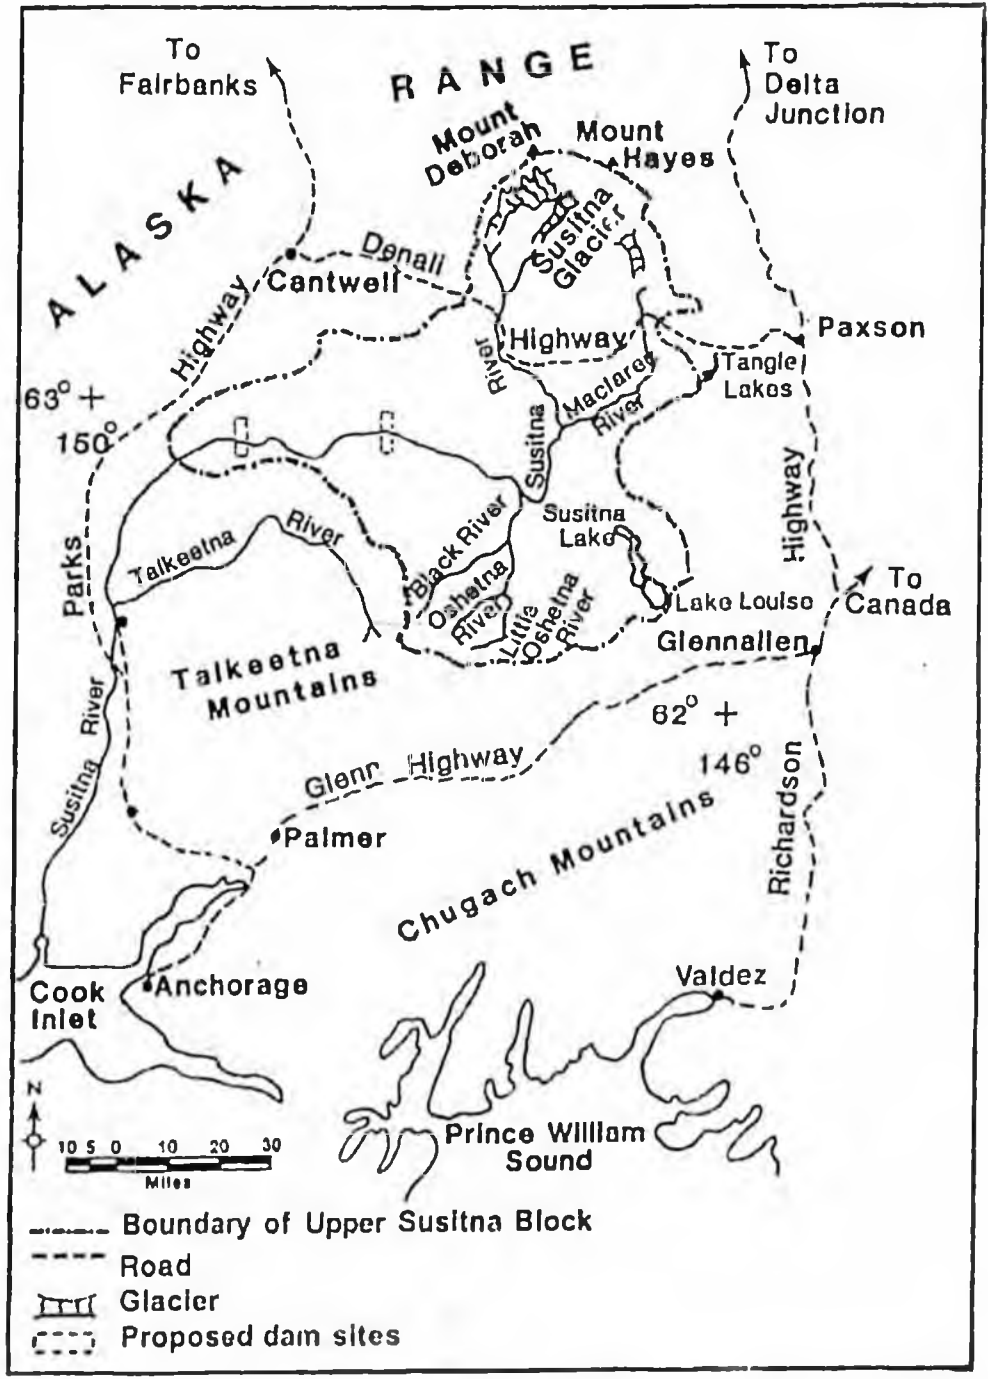 To
Fairbanks
RANGE
To
Delta
Junction
Mount
Deborah
Mount
Hayes
ALASKA
Susitna
Glacier
Denali
Cantwell
Highway
Highway
River
Paxson
Tangle
Lakes
Maclaren
River
63° +
150°
Susitna
Highway
Susitna
Lake
Black River
River
Talkeetna
Parks
Oshetna
River
Little
Oshetna
River
Lake Louise
To
Canada
Glennallen
Talkeetna
Mountains
62° +
146°
Susitna River
Glenn Highway
Richardson
Palmer
Chugach Mountains
Valdez
Anchorage
Cook
Inlet
N
10 5 0 10 20 30
Miles
Prince William
Sound
Boundary of Upper Susitna Block
Road
Glacier
Proposed dam sites